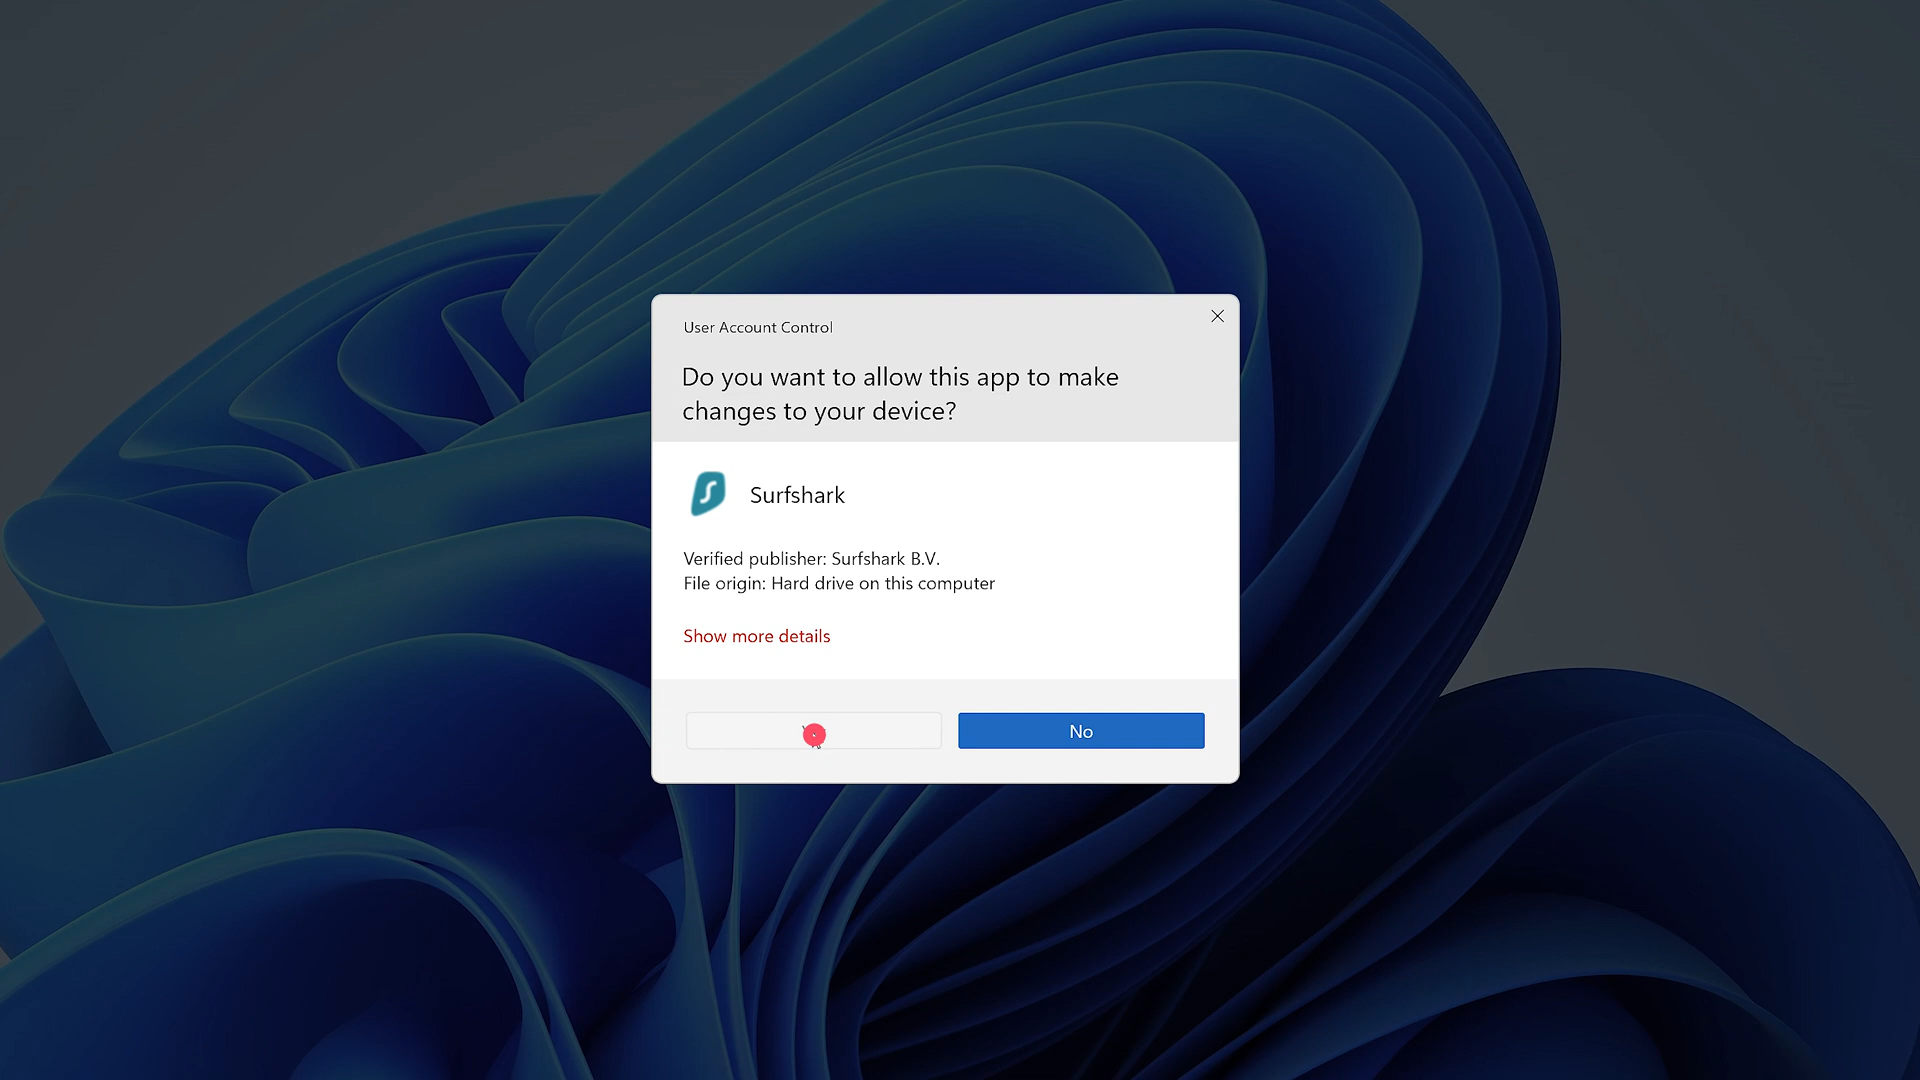 User Account Control
Do you want to allow this app to make
changes to your device?
Surfshark
Verified publisher: Surfshark B.V.
File origin: Hard drive on this computer
Show more details
No